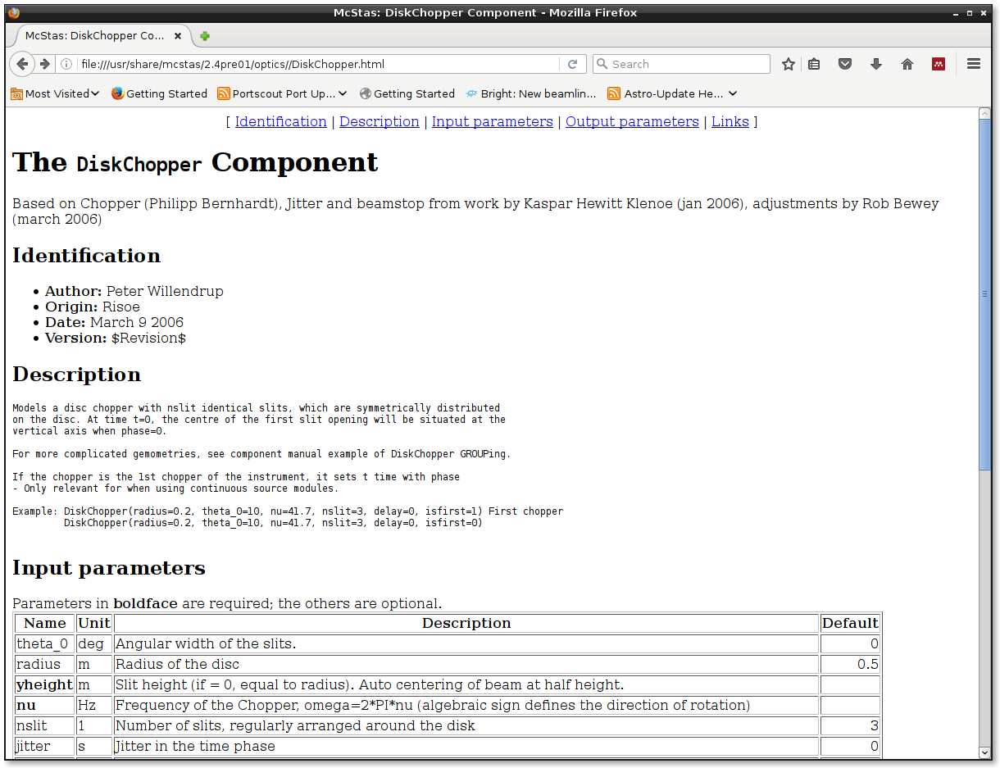 McStas: DiskChopper Component - Mozilla Firefox
McStas: DiskChopper Co...
file:///usr/share/mcstas/2.4pre01/optics//DiskChopper.html
Search
Most Visited
Getting Started
Portscout Port Up...
Getting Started
Bright: New beamlin...
Astro-Update He...
[ Identification | Description | Input parameters | Output parameters | Links ]
The DiskChopper Component
Based on Chopper (Philipp Bernhardt), Jitter and beamstop from work by Kaspar Hewitt Klenoe (jan 2006), adjustments by Rob Bewey
(march 2006)
Identification
• Author: Peter Willendrup
• Origin: Risoe
• Date: March 9 2006
• Version: $Revision$
Description
Models a disc chopper with nslit identical slits, which are symmetrically distributed
on the disc. At time t=0, the centre of the first slit opening will be situated at the
vertical axis when phase=0.
For more complicated gemometries, see component manual example of DiskChopper GROUPing.
If the chopper is the 1st chopper of the instrument, it sets t time with phase
- Only relevant for when using continuous source modules.
Example: DiskChopper(radius=0.2, theta_0=10, nu=41.7, nslit=3, delay=0, isfirst=1) First chopper
DiskChopper(radius=0.2, theta_0=10, nu=41.7, nslit=3, delay=0, isfirst=0)
Input parameters
Parameters in boldface are required; the others are optional.
Name Unit Description Default
theta_0 deg Angular width of the slits. 0
radius m Radius of the disc 0.5
yheight m Slit height (if = 0, equal to radius). Auto centering of beam at half height.
nu Hz Frequency of the Chopper, omega=2*PI*nu (algebraic sign defines the direction of rotation)
nslit 1 Number of slits, regularly arranged around the disk 3
jitter s Jitter in the time phase 0